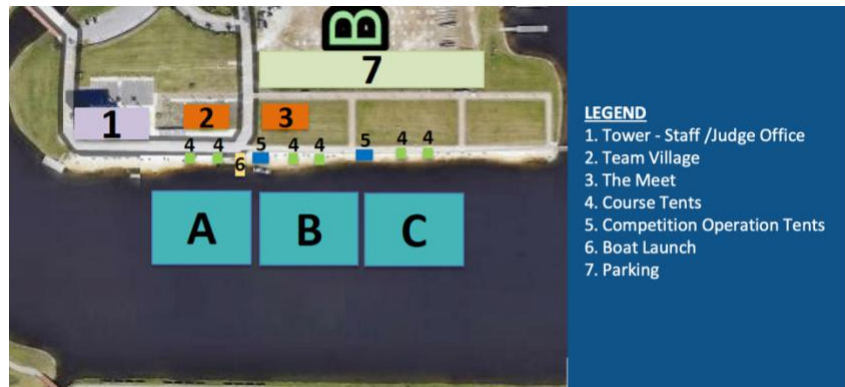 B
7
1
2
3
4 4 5 4 4 5 4 4
6
A B C
LEGEND
1. Tower - Staff /Judge Office
2. Team Village
3. The Meet
4. Course Tents
5. Competition Operation Tents
6. Boat Launch
7. Parking